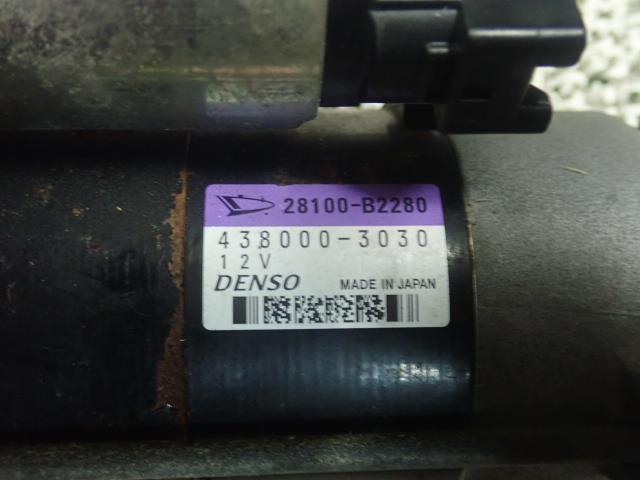 28100-B2280
438000-3030
12V
DENSO MADE IN JAPAN